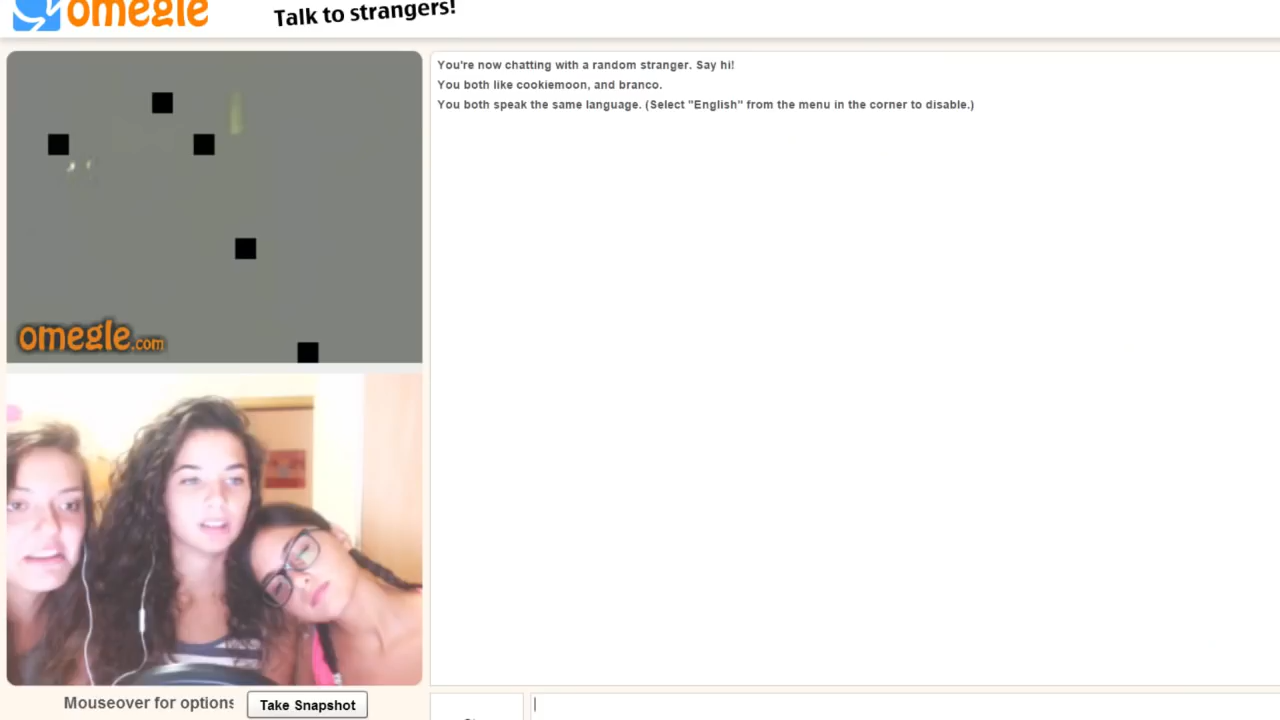 omegle
Talk to strangers!
You're now chatting with a random stranger. Say hi!
You both like cookiemoon, and branco.
You both speak the same language. (Select "English" from the menu in the corner to disable.)
omegle.com
Mouseover for options
Take Snapshot